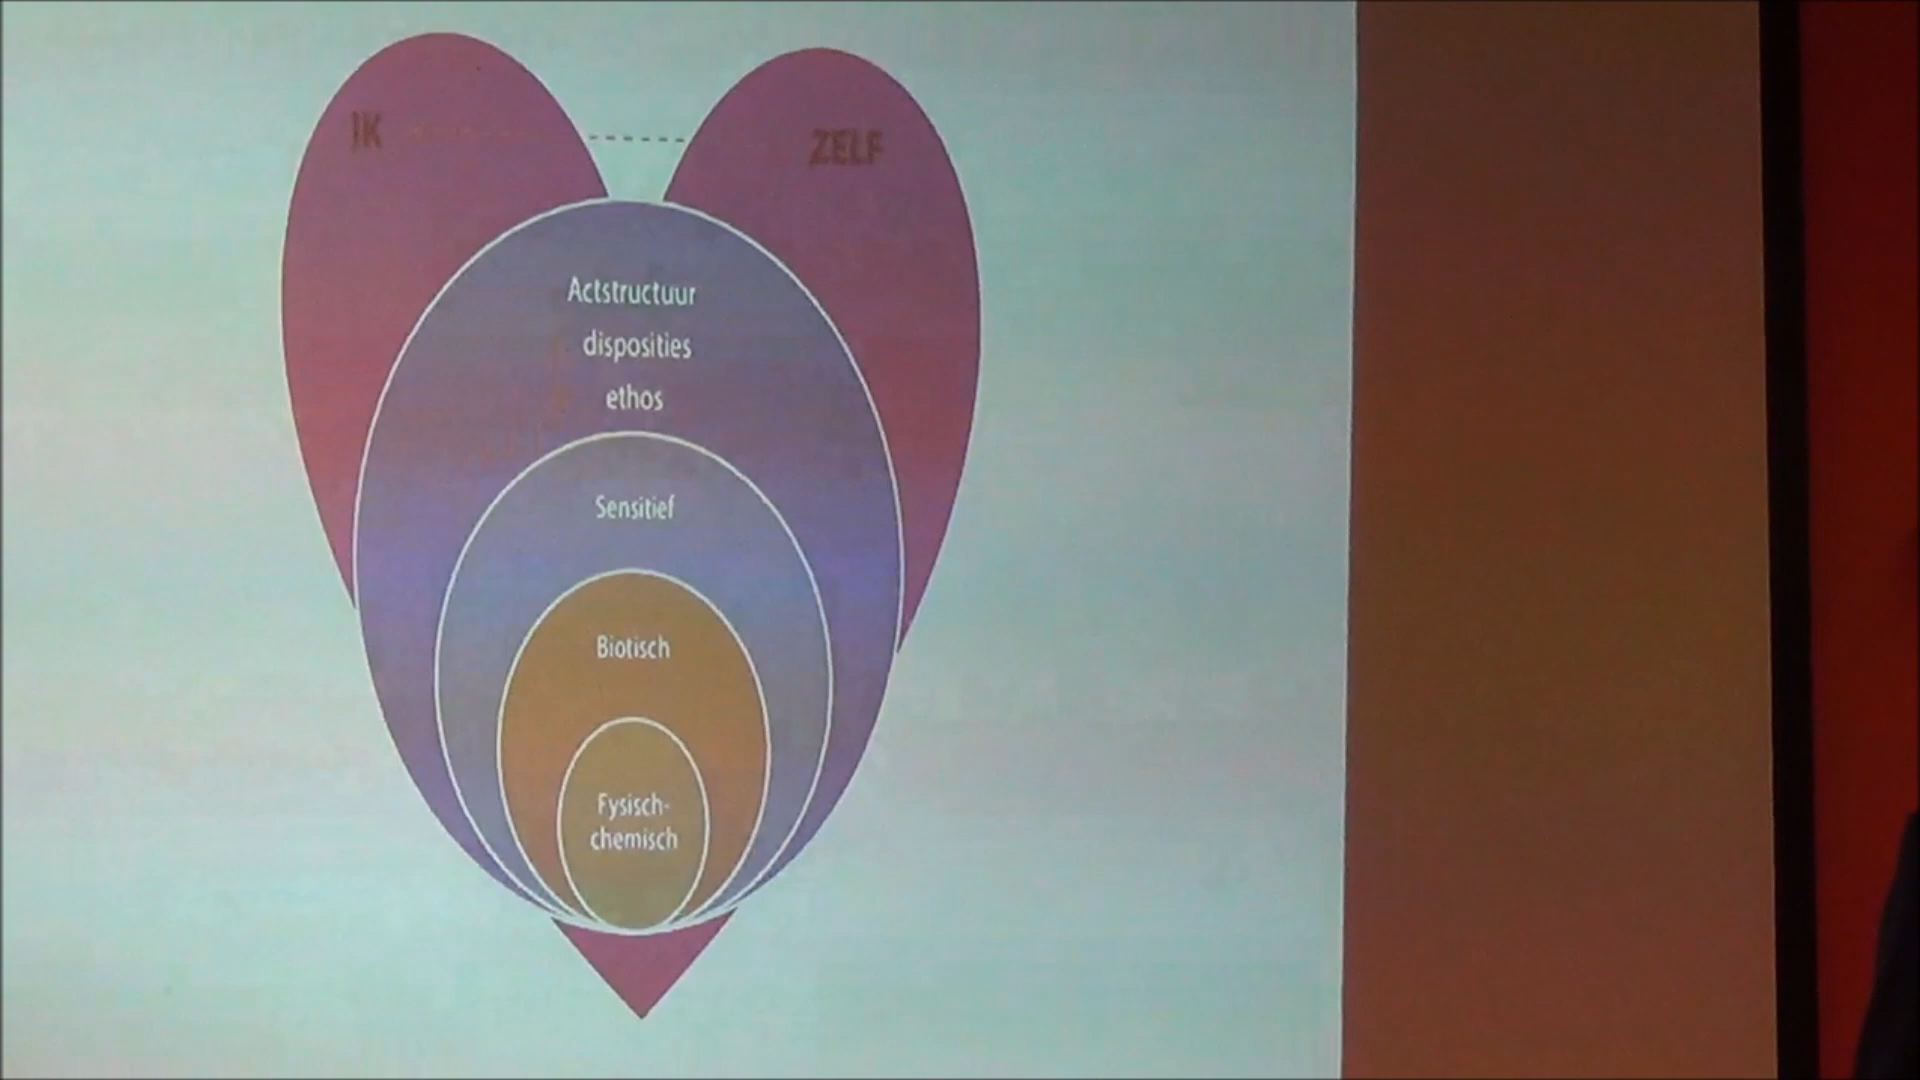 IK
ZELF
Actstructuur
disposities
ethos
Sensitief
Biotisch
Fysisch-
chemisch